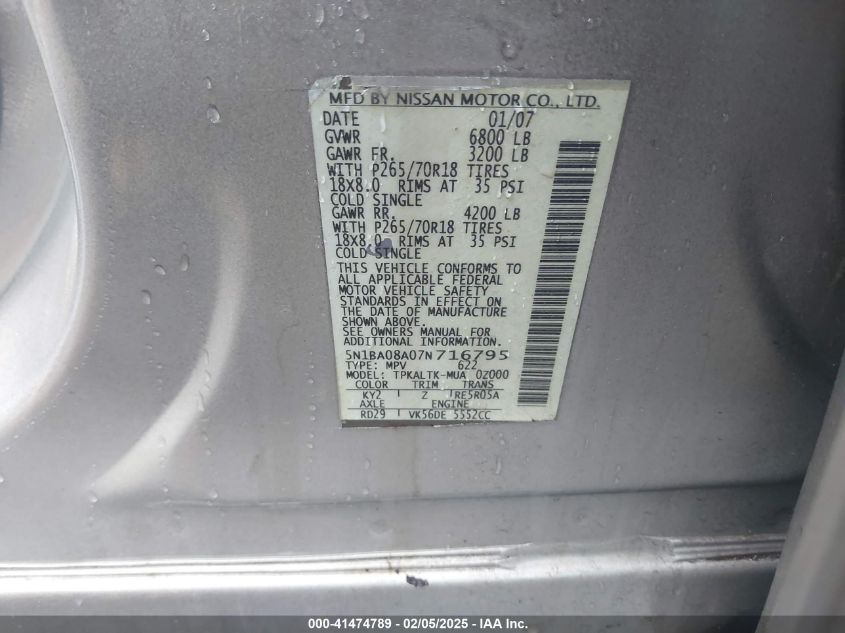 MFD BY NISSAN MOTOR CO., LTD.
DATE 01/07
GVWR 6800 LB
GAWR FR. 3200 LB
WITH P265/70R18 TIRES
18X8.0 RIMS AT 35 PSI
COLD SINGLE
GAWR RR. 4200 LB
WITH P265/70R18 TIRES
18X8.0 RIMS AT 35 PSI
COLD SINGLE
THIS VEHICLE CONFORMS TO
ALL APPLICABLE FEDERAL
MOTOR VEHICLE SAFETY
STANDARDS IN EFFECT ON
THE DATE OF MANUFACTURE
SHOWN ABOVE.
SEE OWNERS MANUAL FOR
ADDITIONAL INFORMATION.
5N1BA08A07N716795
TYPE: MPV 622
MODEL: TPKALTK-MUA 0Z000
COLOR TRIM TRANS
KY2 Z RE5R05A
AXLE ENGINE
RD29 VK56DE 5552CC
000-41474789 - 02/05/2025 - IAA Inc.